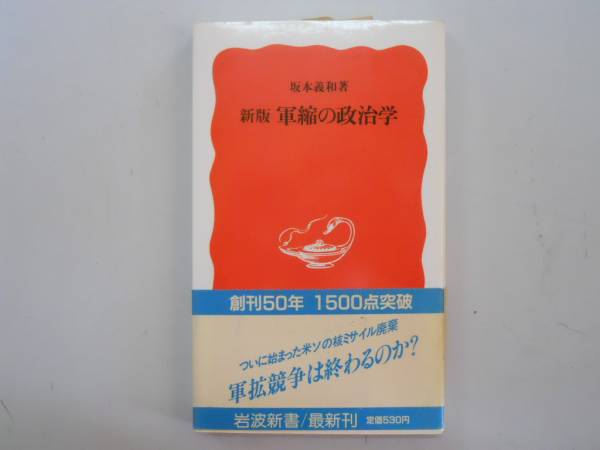 坂本義和著
新版 軍縮の政治学
創刊50年 1500点突破
ついに始まった米ソの核ミサイル廃棄
軍拡競争は終わるのか?
岩波新書/最新刊 定価530円